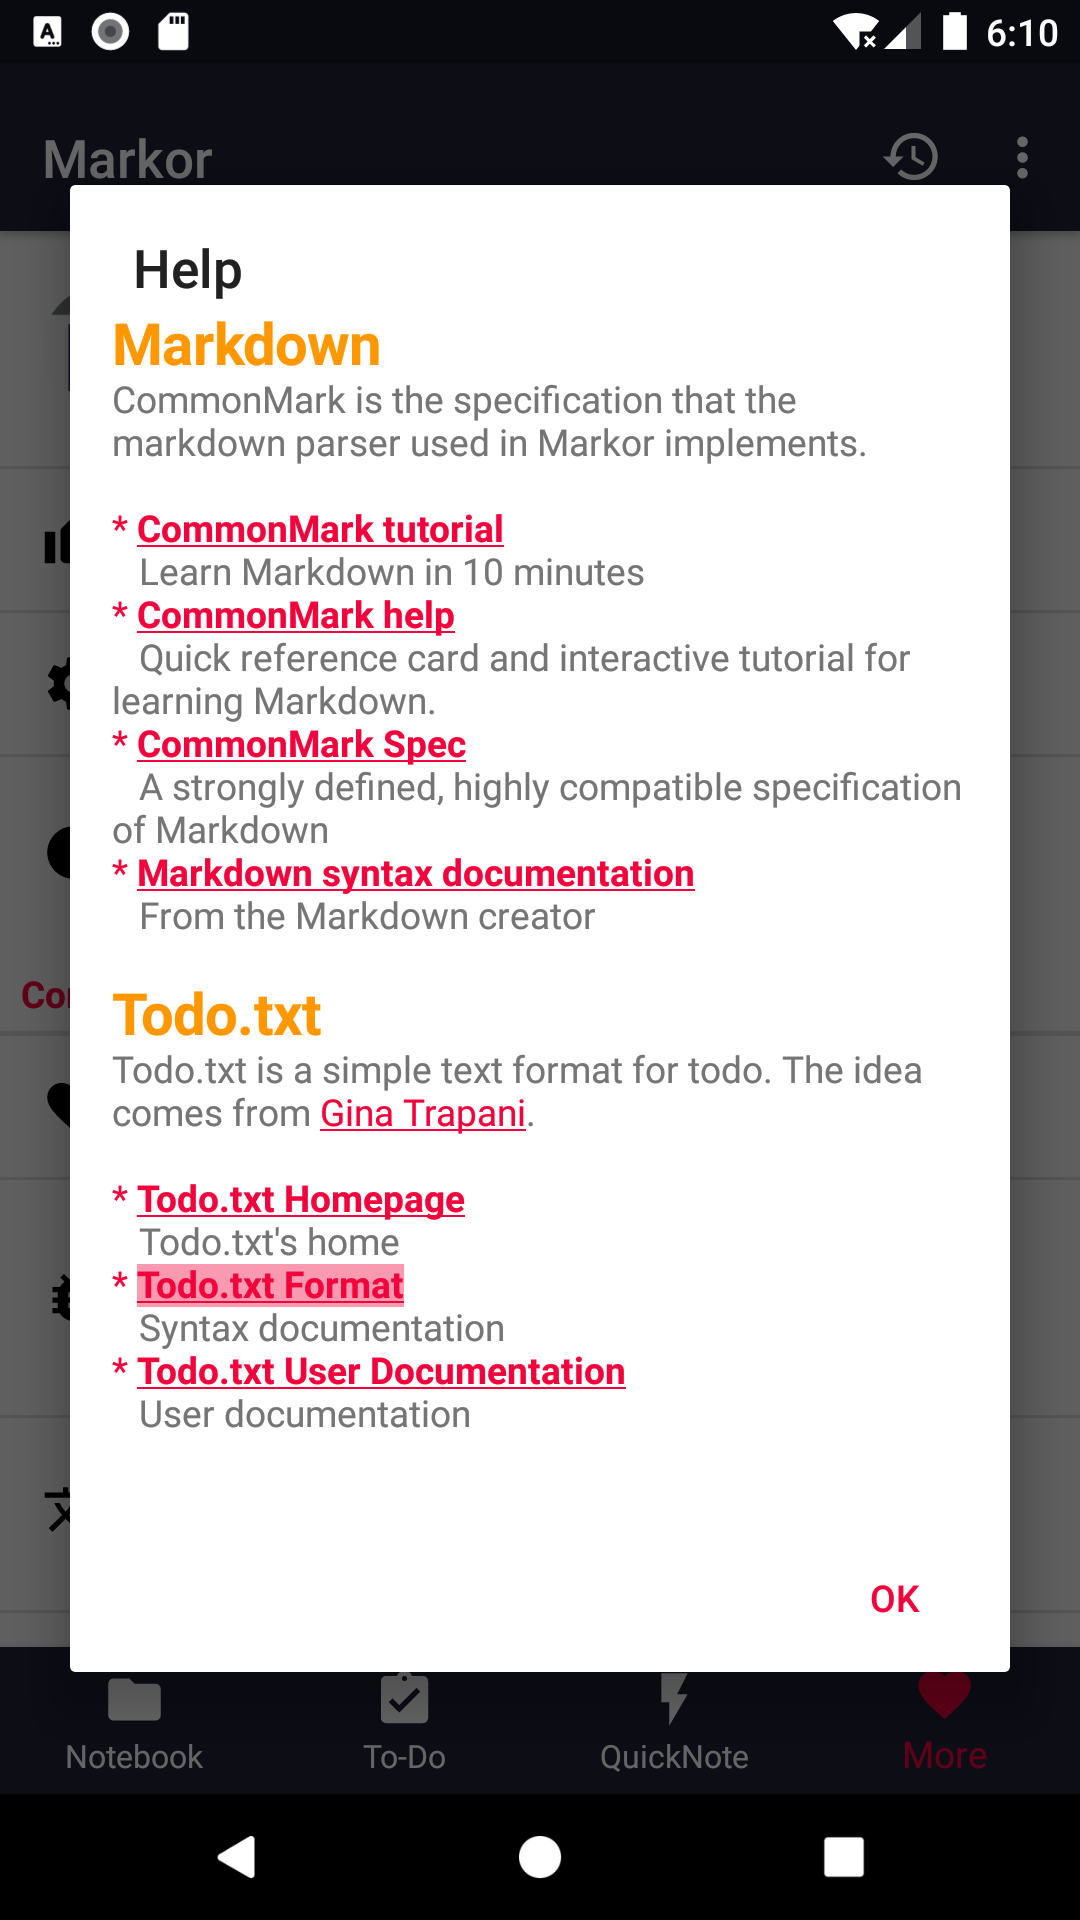 6:10
Markor
Help
Markdown
CommonMark is the specification that the
markdown parser used in Markor implements.
* CommonMark tutorial
Learn Markdown in 10 minutes
* CommonMark help
Quick reference card and interactive tutorial for
learning Markdown.
* CommonMark Spec
A strongly defined, highly compatible specification
of Markdown
* Markdown syntax documentation
From the Markdown creator
Todo.txt
Todo.txt is a simple text format for todo. The idea
comes from Gina Trapani.
* Todo.txt Homepage
Todo.txt's home
* Todo.txt Format
Syntax documentation
* Todo.txt User Documentation
User documentation
OK
Notebook
To-Do
QuickNote
More